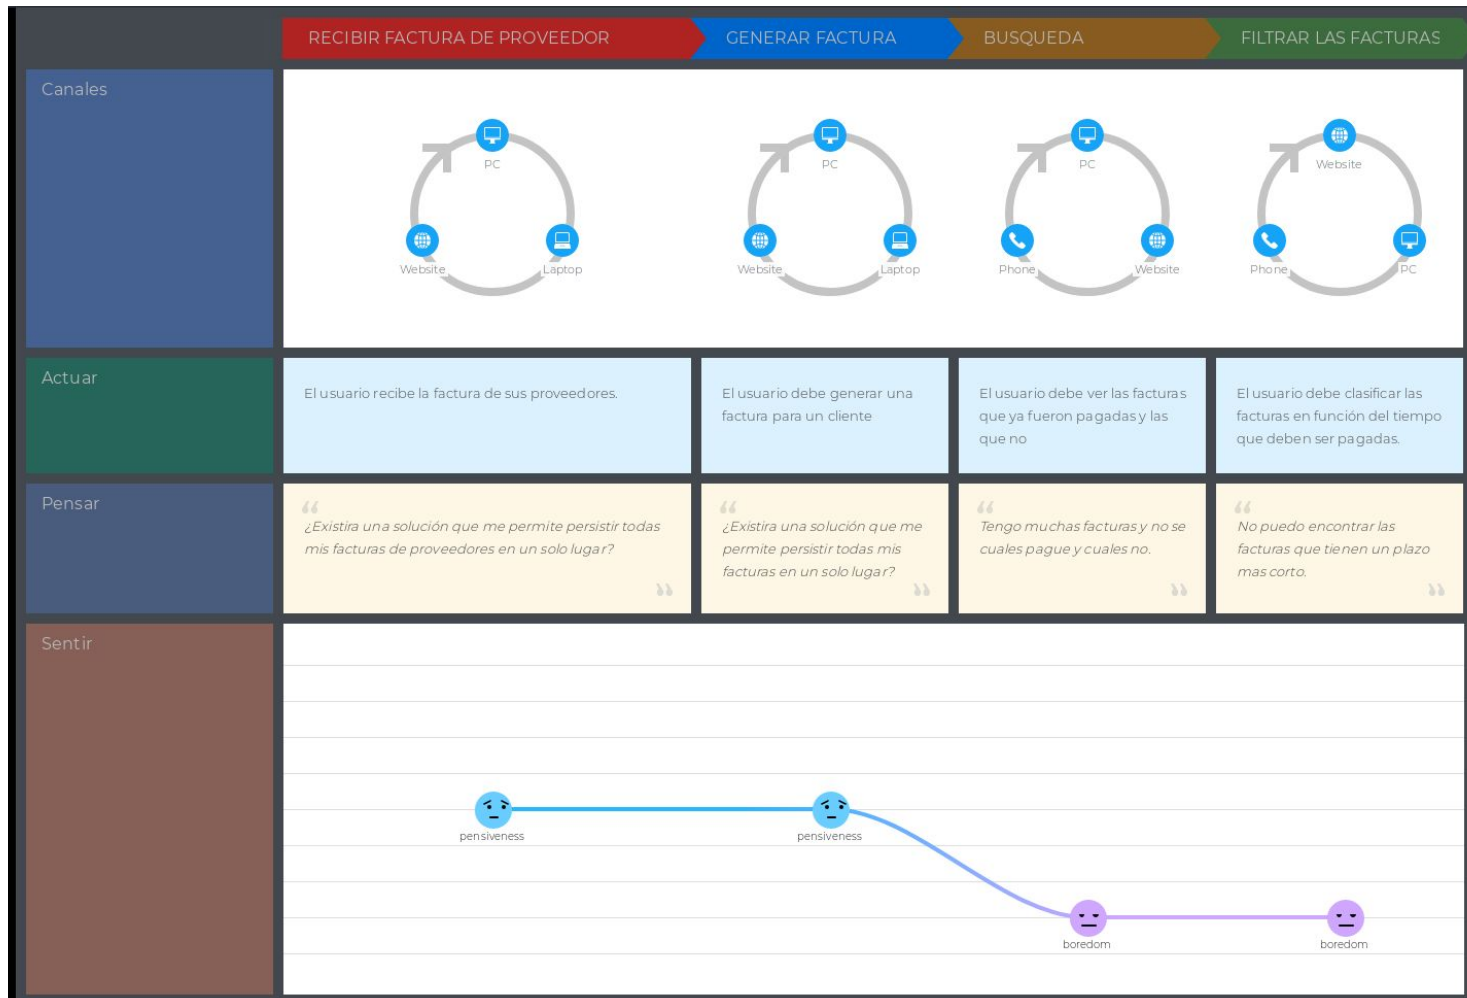 RECIBIR FACTURA DE PROVEEDOR
GENERAR FACTURA
BUSQUEDA
FILTRAR LAS FACTURAS
Canales
PC
Website
Laptop
PC
Website
Laptop
PC
Phone
Website
Website
Phone
PC
Actuar
El usuario recibe la factura de sus proveedores.
El usuario debe generar una
factura para un cliente
El usuario debe ver las facturas
que ya fueron pagadas y las
que no
El usuario debe clasificar las
facturas en función del tiempo
que deben ser pagadas.
Pensar
“
¿Existira una solución que me permite persistir todas
mis facturas de proveedores en un solo lugar?
”
“
¿Existira una solución que me
permite persistir todas mis
facturas en un solo lugar?
”
“
Tengo muchas facturas y no se
cuales pague y cuales no.
”
“
No puedo encontrar las
facturas que tienen un plazo
mas corto.
”
Sentir
pensiveness
pensiveness
boredom
boredom